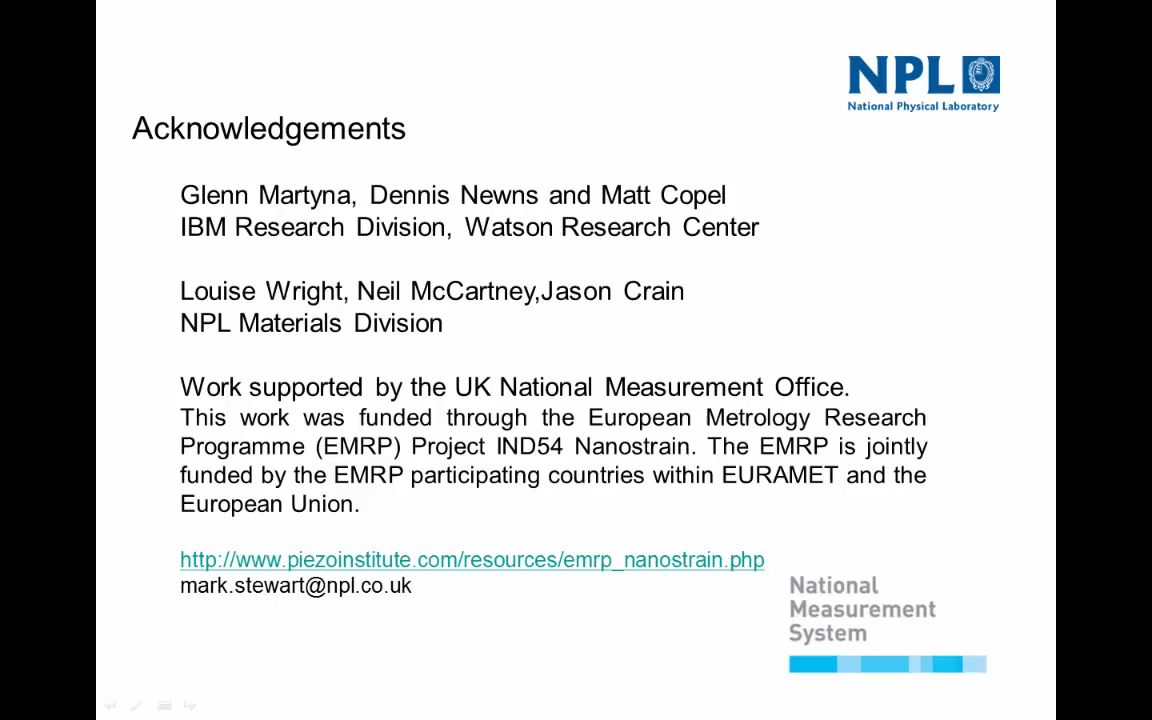 NPL
National Physical Laboratory
Acknowledgements
Glenn Martyna, Dennis Newns and Matt Copel
IBM Research Division, Watson Research Center
Louise Wright, Neil McCartney,Jason Crain
NPL Materials Division
Work supported by the UK National Measurement Office.
This work was funded through the European Metrology Research
Programme (EMRP) Project IND54 Nanostrain. The EMRP is jointly
funded by the EMRP participating countries within EURAMET and the
European Union.
http://www.piezoinstitute.com/resources/emrp_nanostrain.php
mark.stewart@npl.co.uk
National
Measurement
System